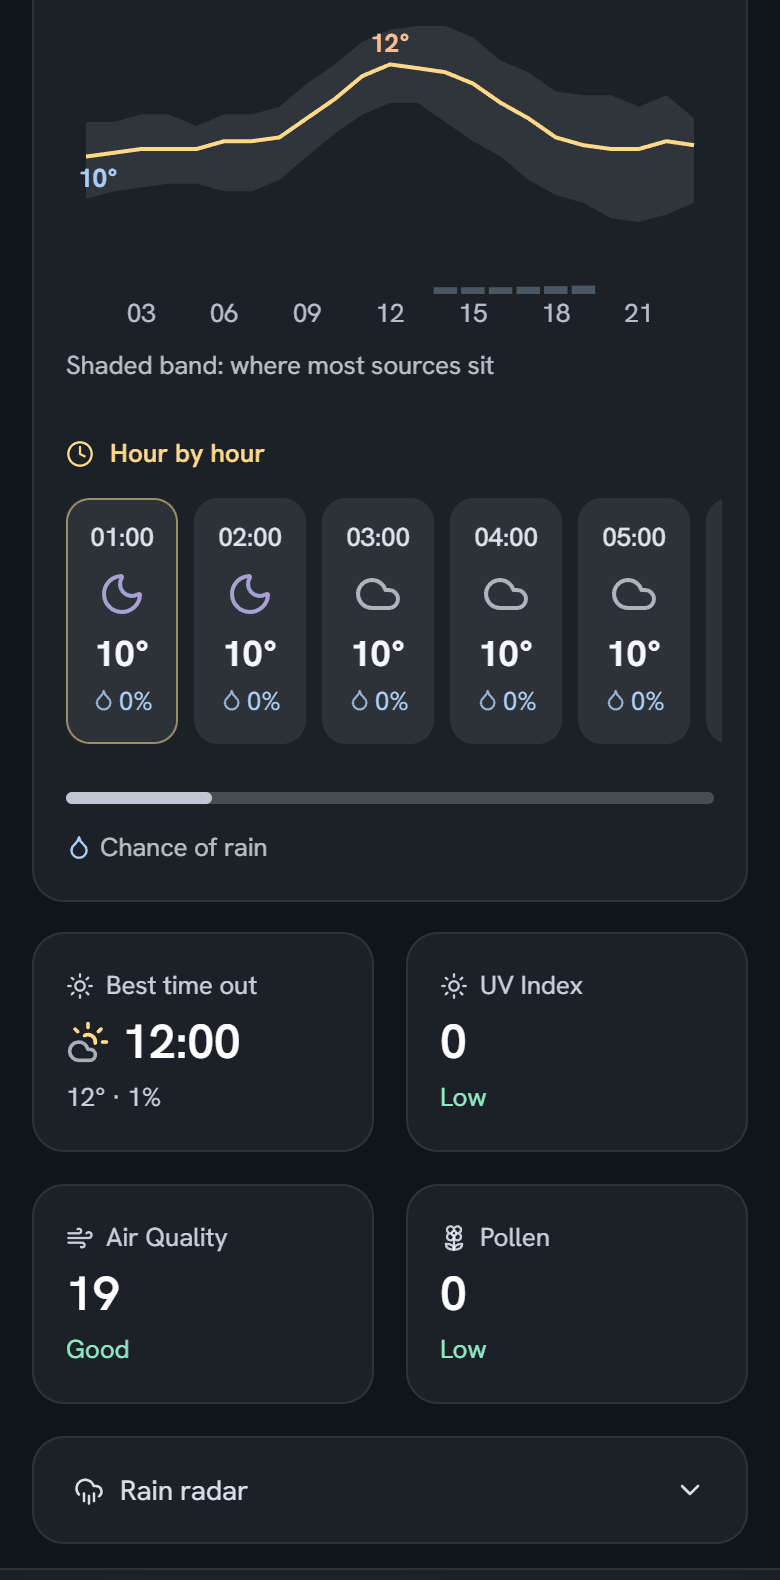 12°
10°
03 06 09 12 15 18 21
Shaded band: where most sources sit
Hour by hour
01:00 02:00 03:00 04:00 05:00
10° 10° 10° 10° 10°
0% 0% 0% 0% 0%
Chance of rain
Best time out
12:00
12° · 1%
UV Index
0
Low
Air Quality
19
Good
Pollen
0
Low
Rain radar